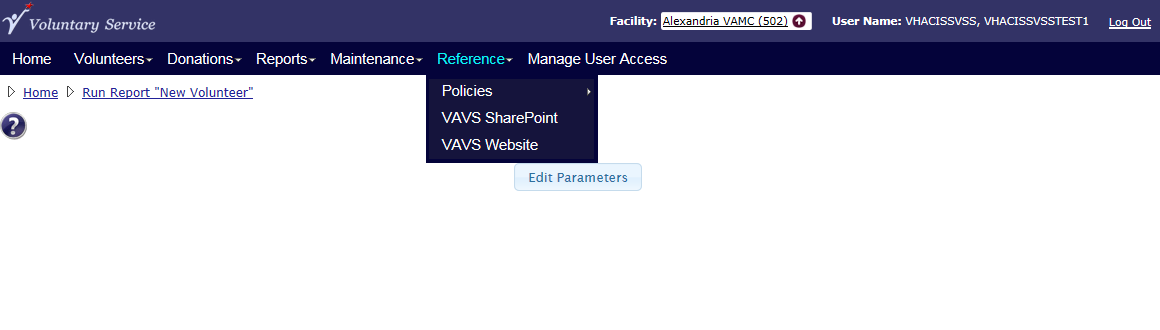 Voluntary Service
Facility: Alexandria VAMC (502) User Name: VHACISSVSS, VHACISSVSSTEST1 Log Out
Home Volunteers Donations Reports Maintenance Reference Manage User Access
Policies
Home Run Report "New Volunteer"
VAVS SharePoint
?
VAVS Website
Edit Parameters